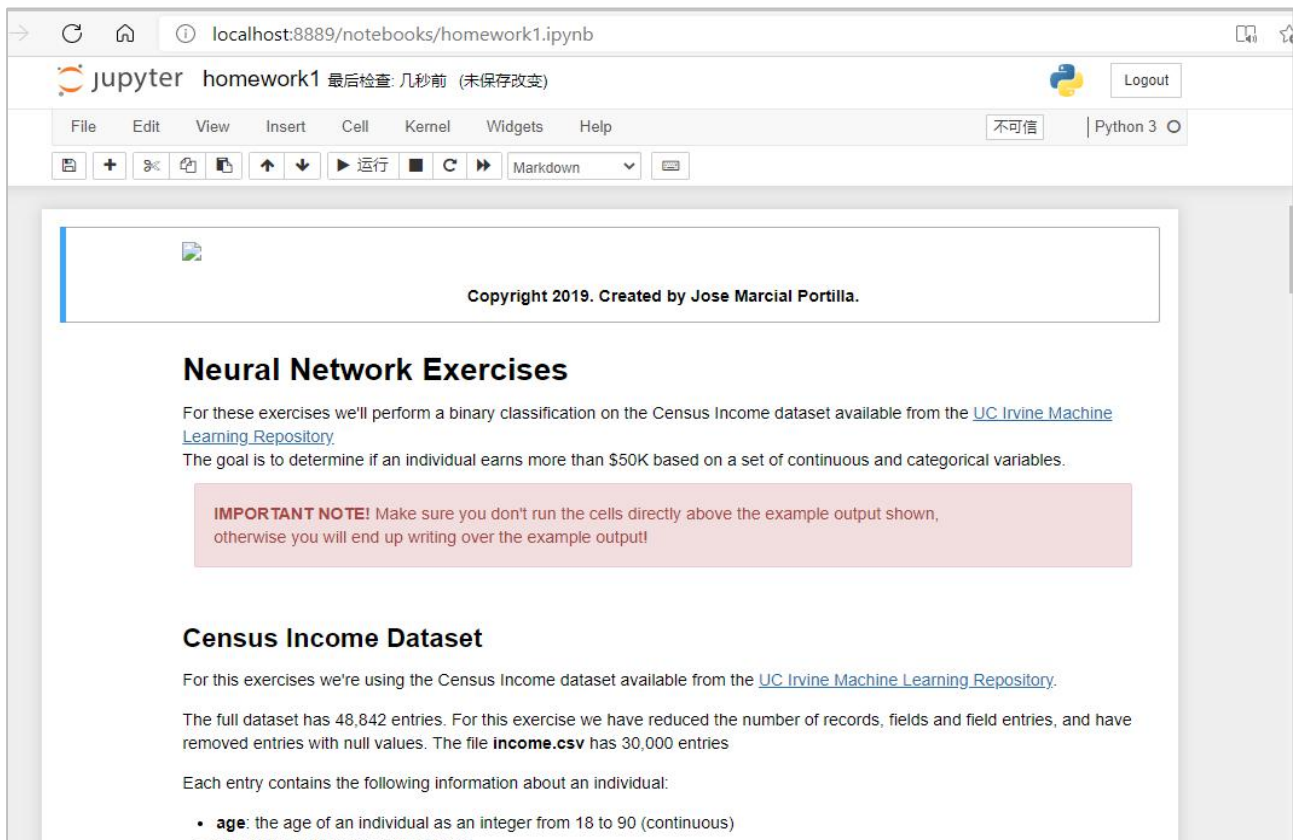 localhost:8889/notebooks/homework1.ipynb
jupyter homework1 最后检查: 几秒前 (未保存改变)
Logout
File Edit View Insert Cell Kernel Widgets Help 不可信 Python 3
运行 Markdown
Copyright 2019. Created by Jose Marcial Portilla.
Neural Network Exercises
For these exercises we'll perform a binary classification on the Census Income dataset available from the UC Irvine Machine
Learning Repository
The goal is to determine if an individual earns more than $50K based on a set of continuous and categorical variables.
IMPORTANT NOTE! Make sure you don't run the cells directly above the example output shown,
otherwise you will end up writing over the example output!
Census Income Dataset
For this exercises we're using the Census Income dataset available from the UC Irvine Machine Learning Repository.
The full dataset has 48,842 entries. For this exercise we have reduced the number of records, fields and field entries, and have
removed entries with null values. The file income.csv has 30,000 entries
Each entry contains the following information about an individual:
• age: the age of an individual as an integer from 18 to 90 (continuous)